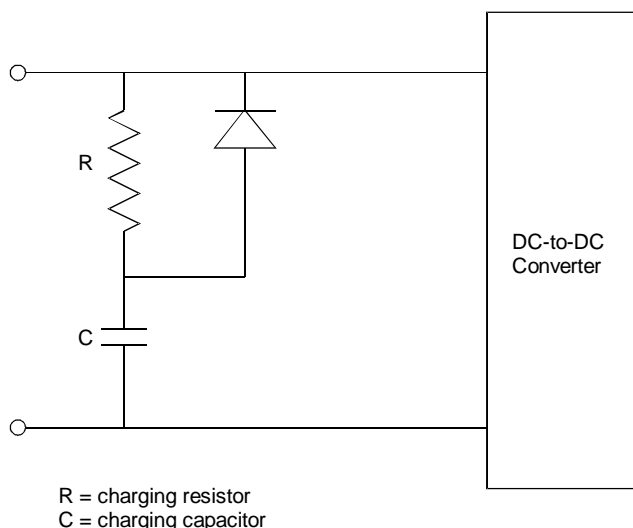 R
DC-to-DC
Converter
C
R = charging resistor
C = charging capacitor